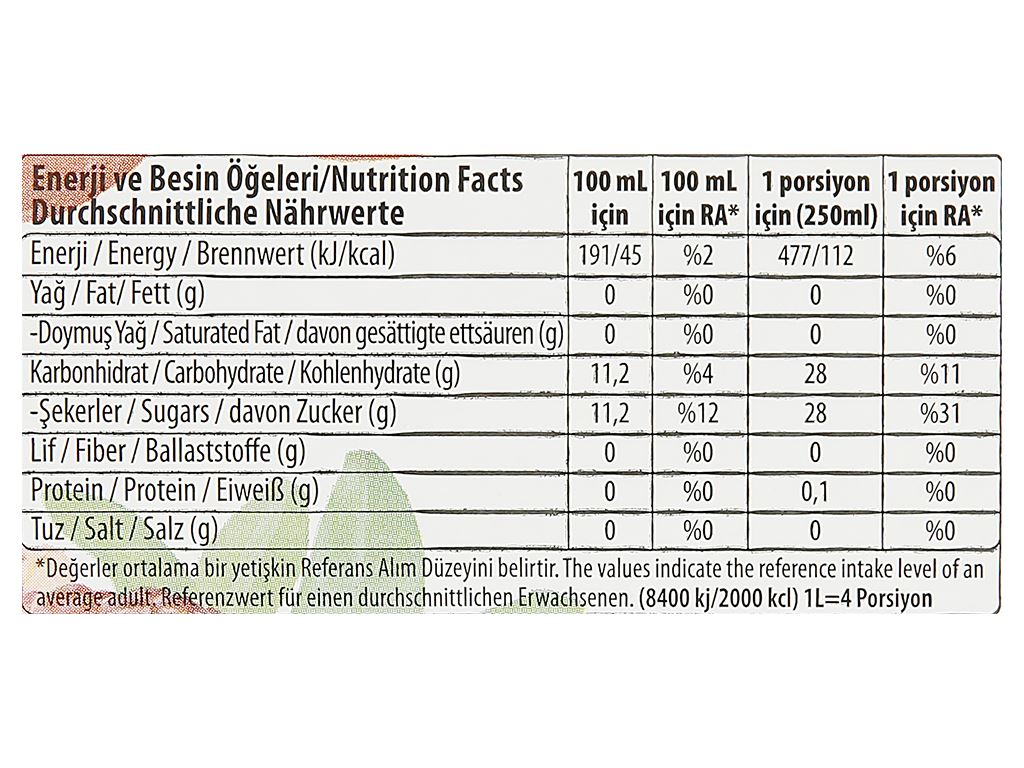 Enerji ve Besin Öğeleri/Nutrition Facts
Durchschnittliche Nährwerte
100 mL için
100 mL için RA*
1 porsiyon için (250ml)
1 porsiyon için RA*
Enerji / Energy / Brennwert (kJ/kcal) 191/45 %2 477/112 %6
Yağ / Fat/ Fett (g) 0 %0 0 %0
-Doymuş Yağ / Saturated Fat / davon gesättigte ettsäuren (g) 0 %0 0 %0
Karbonhidrat / Carbohydrate / Kohlenhydrate (g) 11,2 %4 28 %11
-Şekerler / Sugars / davon Zucker (g) 11,2 %12 28 %31
Lif / Fiber / Ballaststoffe (g) 0 %0 0 %0
Protein / Protein / Eiweiß (g) 0 %0 0,1 %0
Tuz / Salt / Salz (g) 0 %0 0 %0
*Değerler ortalama bir yetişkin Referans Alım Düzeyini belirtir. The values indicate the reference intake level of an
average adult. Referenzwert für einen durchschnittlichen Erwachsenen. (8400 kj/2000 kcl) 1L=4 Porsiyon